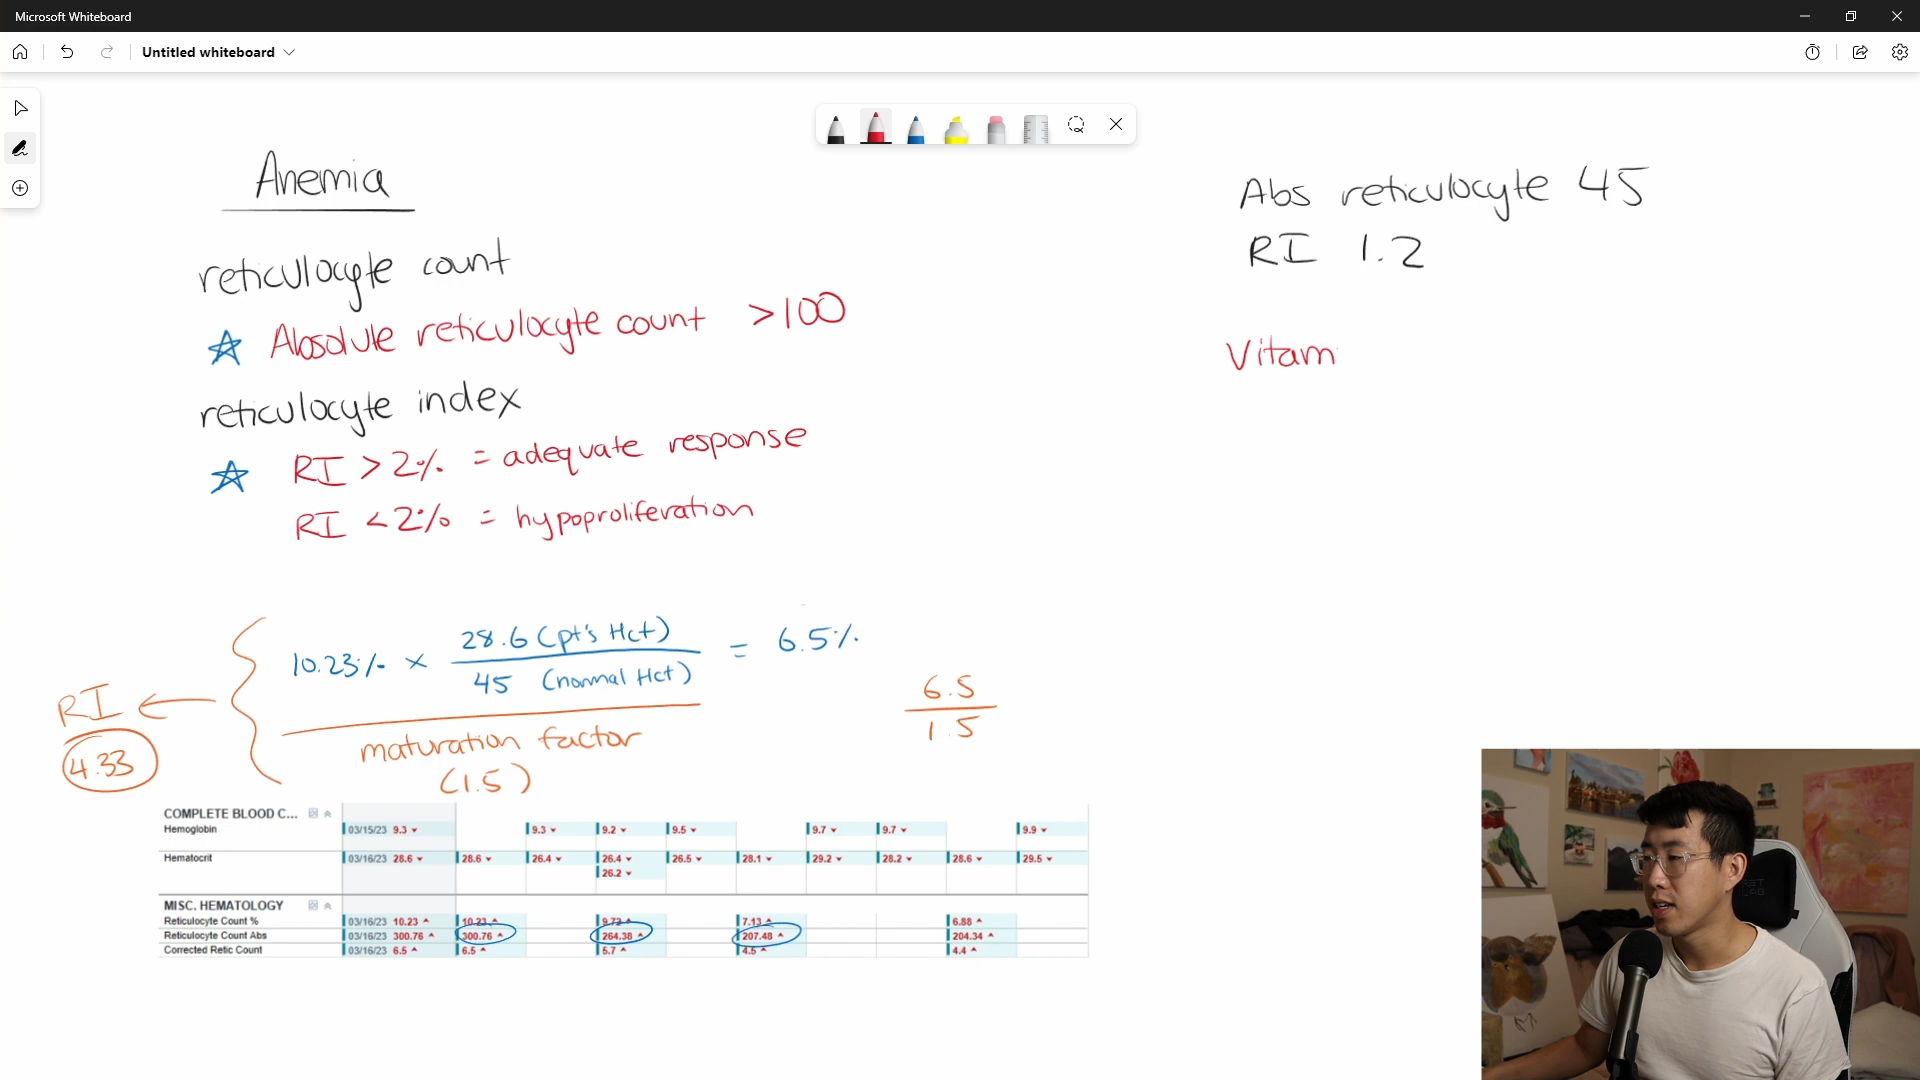 Microsoft Whiteboard
Untitled whiteboard
Anemia
reticulocyte count
Absolute reticulocyte count >100
reticulocyte index
RI >2% = adequate response
RI <2% = hypoproliferation
10.23% × 28.6 (pt's Hct) = 6.5%
45 (normal Hct)
RI
4.33
maturation factor
(1.5)
6.5
1.5
Abs reticulocyte 45
RI 1.2
Vitam
COMPLETE BLOOD C...
Hemoglobin 03/15/23 9.3 9.3 9.2 9.5 9.7 9.7 9.9
Hematocrit 03/16/23 28.6 28.6 26.4 26.4 26.5 28.1 29.2 28.2 28.6 29.5
26.2
MISC. HEMATOLOGY
Reticulocyte Count % 03/16/23 10.23 10.23 9.73 7.13 6.88
Reticulocyte Count Abs 03/16/23 300.76 300.76 264.38 207.48 204.34
Corrected Retic Count 03/16/23 6.5 6.5 5.7 4.5 4.4